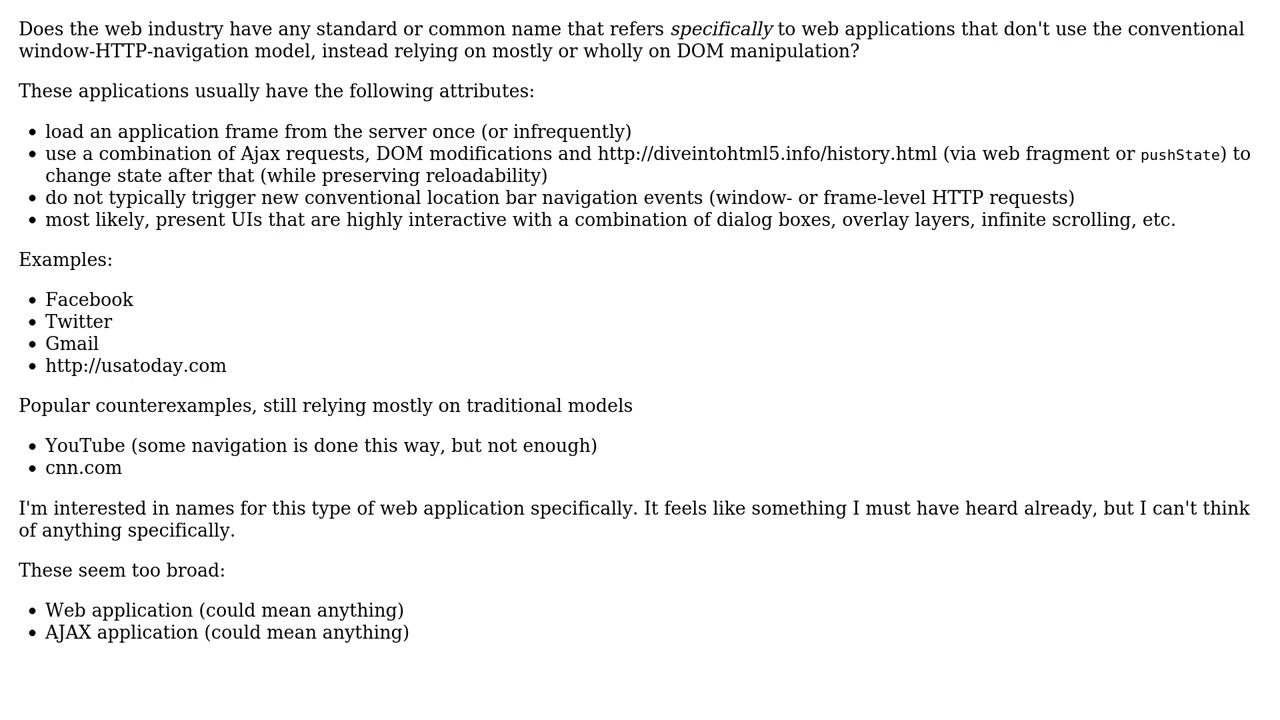 Does the web industry have any standard or common name that refers specifically to web applications that don't use the conventional
window-HTTP-navigation model, instead relying on mostly or wholly on DOM manipulation?
These applications usually have the following attributes:
• load an application frame from the server once (or infrequently)
• use a combination of Ajax requests, DOM modifications and http://diveintohtml5.info/history.html (via web fragment or pushState) to
change state after that (while preserving reloadability)
• do not typically trigger new conventional location bar navigation events (window- or frame-level HTTP requests)
• most likely, present UIs that are highly interactive with a combination of dialog boxes, overlay layers, infinite scrolling, etc.
Examples:
• Facebook
• Twitter
• Gmail
• http://usatoday.com
Popular counterexamples, still relying mostly on traditional models
• YouTube (some navigation is done this way, but not enough)
• cnn.com
I'm interested in names for this type of web application specifically. It feels like something I must have heard already, but I can't think
of anything specifically.
These seem too broad:
• Web application (could mean anything)
• AJAX application (could mean anything)